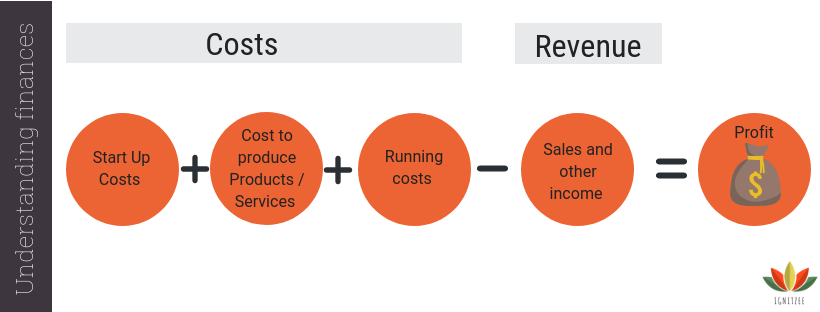 Understanding finances
Costs
Revenue
Start Up
Costs
+
Cost to
produce
Products /
Services
+
Running
costs
−
Sales and
other
income
=
Profit
$
IGNITZEE